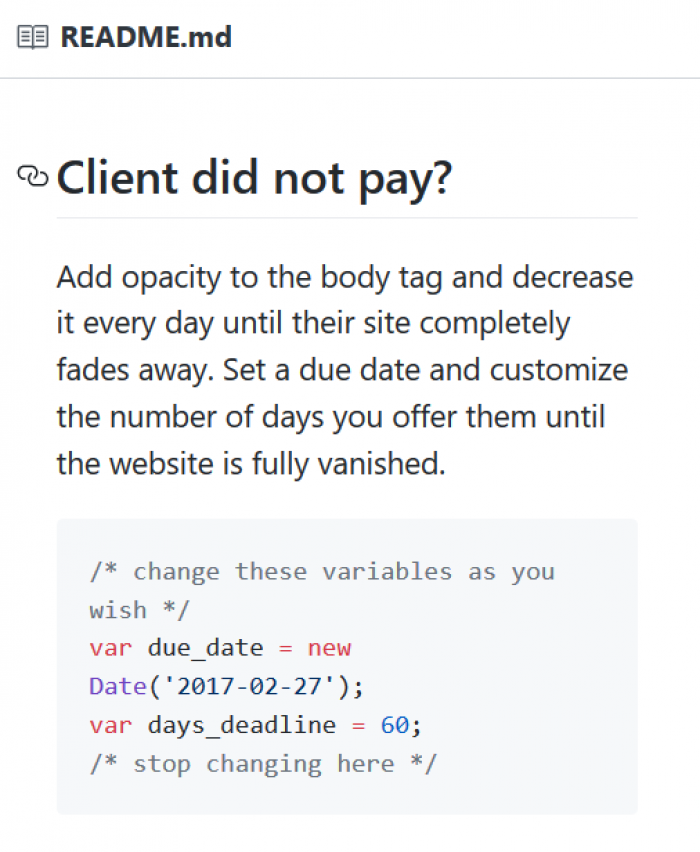 README.md
Client did not pay?
Add opacity to the body tag and decrease
it every day until their site completely
fades away. Set a due date and customize
the number of days you offer them until
the website is fully vanished.
/* change these variables as you
wish */
var due_date = new
Date('2017-02-27');
var days_deadline = 60;
/* stop changing here */